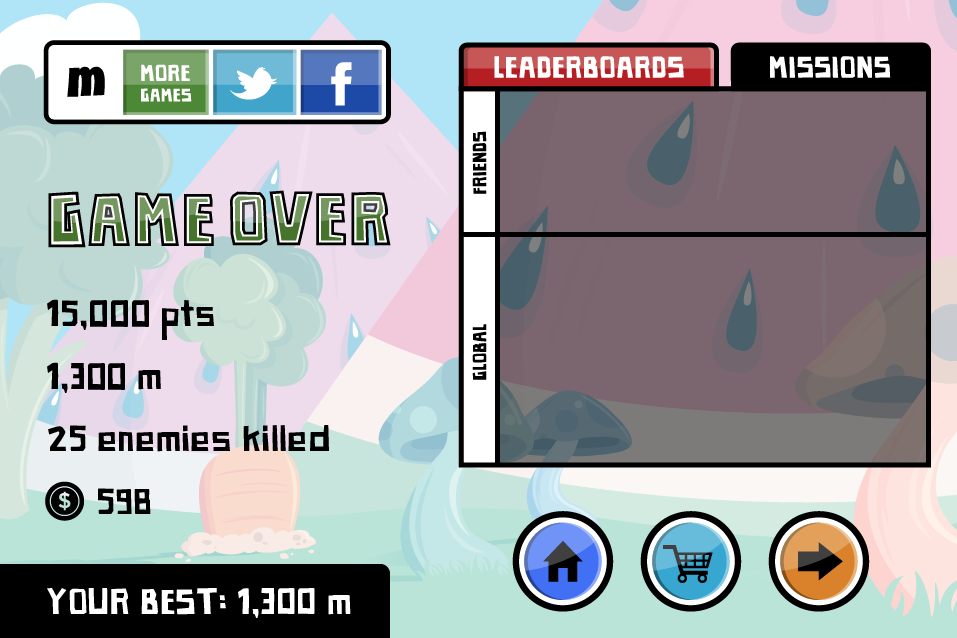 m
MORE
GAMES
f
GAME OVER
15,000 pts
1,300 m
25 enemies killed
$ 598
YOUR BEST: 1,300 m
LEADERBOARDS
MISSIONS
FRIENDS
GLOBAL